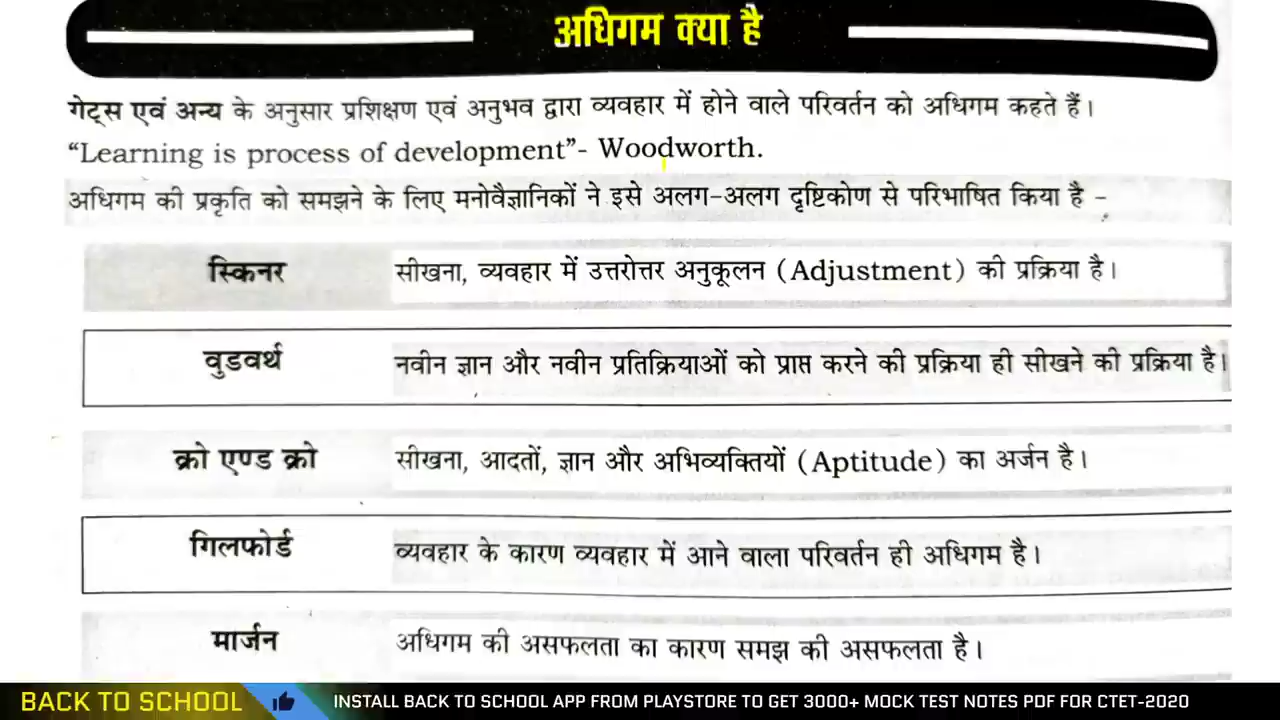 अधिगम क्या है
गेट्स एवं अन्य के अनुसार प्रशिक्षण एवं अनुभव द्वारा व्यवहार में होने वाले परिवर्तन को अधिगम कहते हैं।
“Learning is process of development”- Woodworth.
अधिगम की प्रकृति को समझने के लिए मनोवैज्ञानिकों ने इसे अलग-अलग दृष्टिकोण से परिभाषित किया है -
स्किनर सीखना, व्यवहार में उत्तरोत्तर अनुकूलन (Adjustment) की प्रक्रिया है।
वुडवर्थ नवीन ज्ञान और नवीन प्रतिक्रियाओं को प्राप्त करने की प्रक्रिया ही सीखने की प्रक्रिया है।
क्रो एण्ड क्रो सीखना, आदतों, ज्ञान और अभिव्यक्तियों (Aptitude) का अर्जन है।
गिलफोर्ड व्यवहार के कारण व्यवहार में आने वाला परिवर्तन ही अधिगम है।
मार्जन अधिगम की असफलता का कारण समझ की असफलता है।
BACK TO SCHOOL INSTALL BACK TO SCHOOL APP FROM PLAYSTORE TO GET 3000+ MOCK TEST NOTES PDF FOR CTET-2020